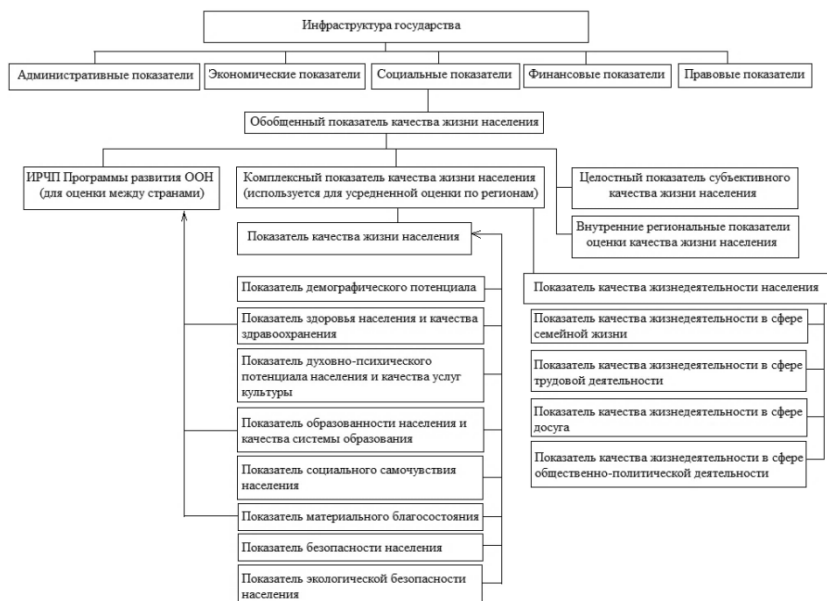 Инфраструктура государства
Административные показатели
Экономические показатели
Социальные показатели
Финансовые показатели
Правовые показатели
Обобщенный показатель качества жизни населения
ИРЧП Программы развития ООН
(для оценки между странами)
Комплексный показатель качества жизни населения
(используется для усредненной оценки по регионам)
Целостный показатель субъективного
качества жизни населения
Внутренние региональные показатели
оценки качества жизни населения
Показатель качества жизни населения
Показатель демографического потенциала
Показатель здоровья населения и качества
здравоохранения
Показатель духовно-психического
потенциала населения и качества услуг
культуры
Показатель образованности населения и
качества системы образования
Показатель социального самочувствия
населения
Показатель материального благосостояния
Показатель безопасности населения
Показатель экологической безопасности
населения
Показатель качества жизнедеятельности населения
Показатель качества жизнедеятельности в сфере
семейной жизни
Показатель качества жизнедеятельности в сфере
трудовой деятельности
Показатель качества жизнедеятельности в сфере
досуга
Показатель качества жизнедеятельности в сфере
общественно-политической деятельности